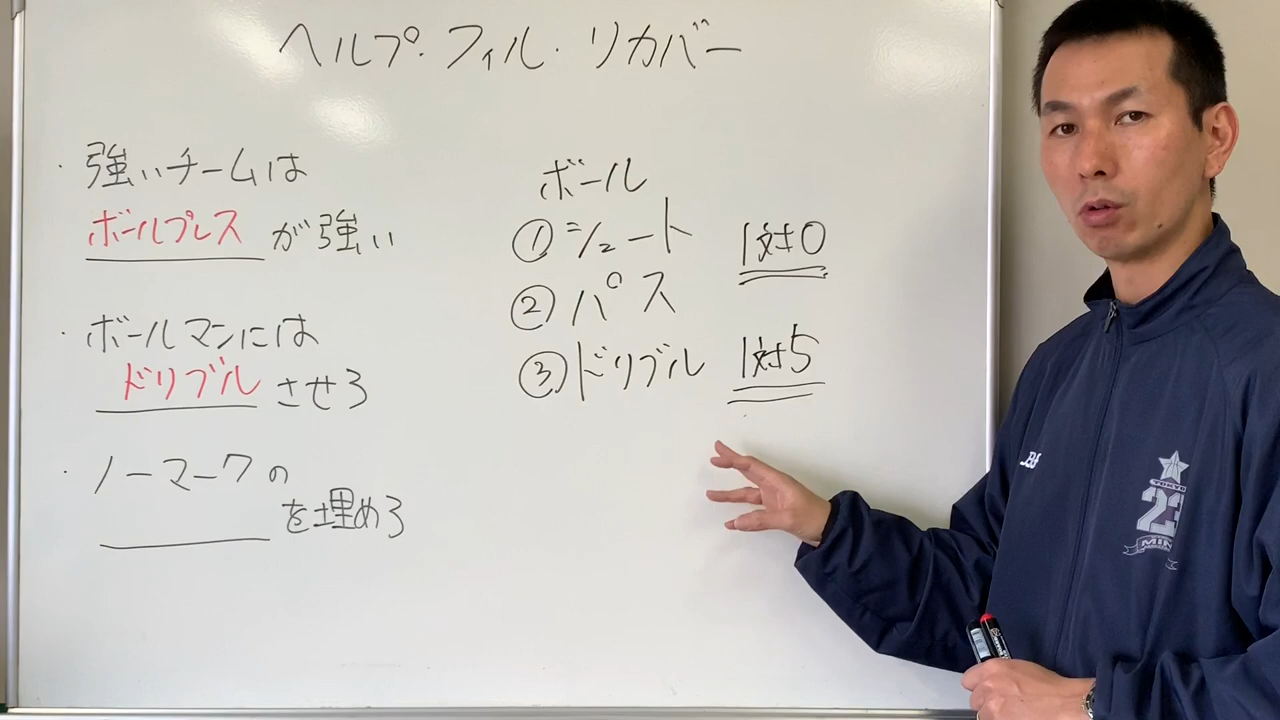 ヘルプ・フィル・リカバー
・強いチームは
ボールプレスが強い
・ボールマンには
ドリブルさせろ
・ノーマークの
を埋めろ
ボール
①シュート 1対0
②パス
③ドリブル 1対5
TOKYO
23